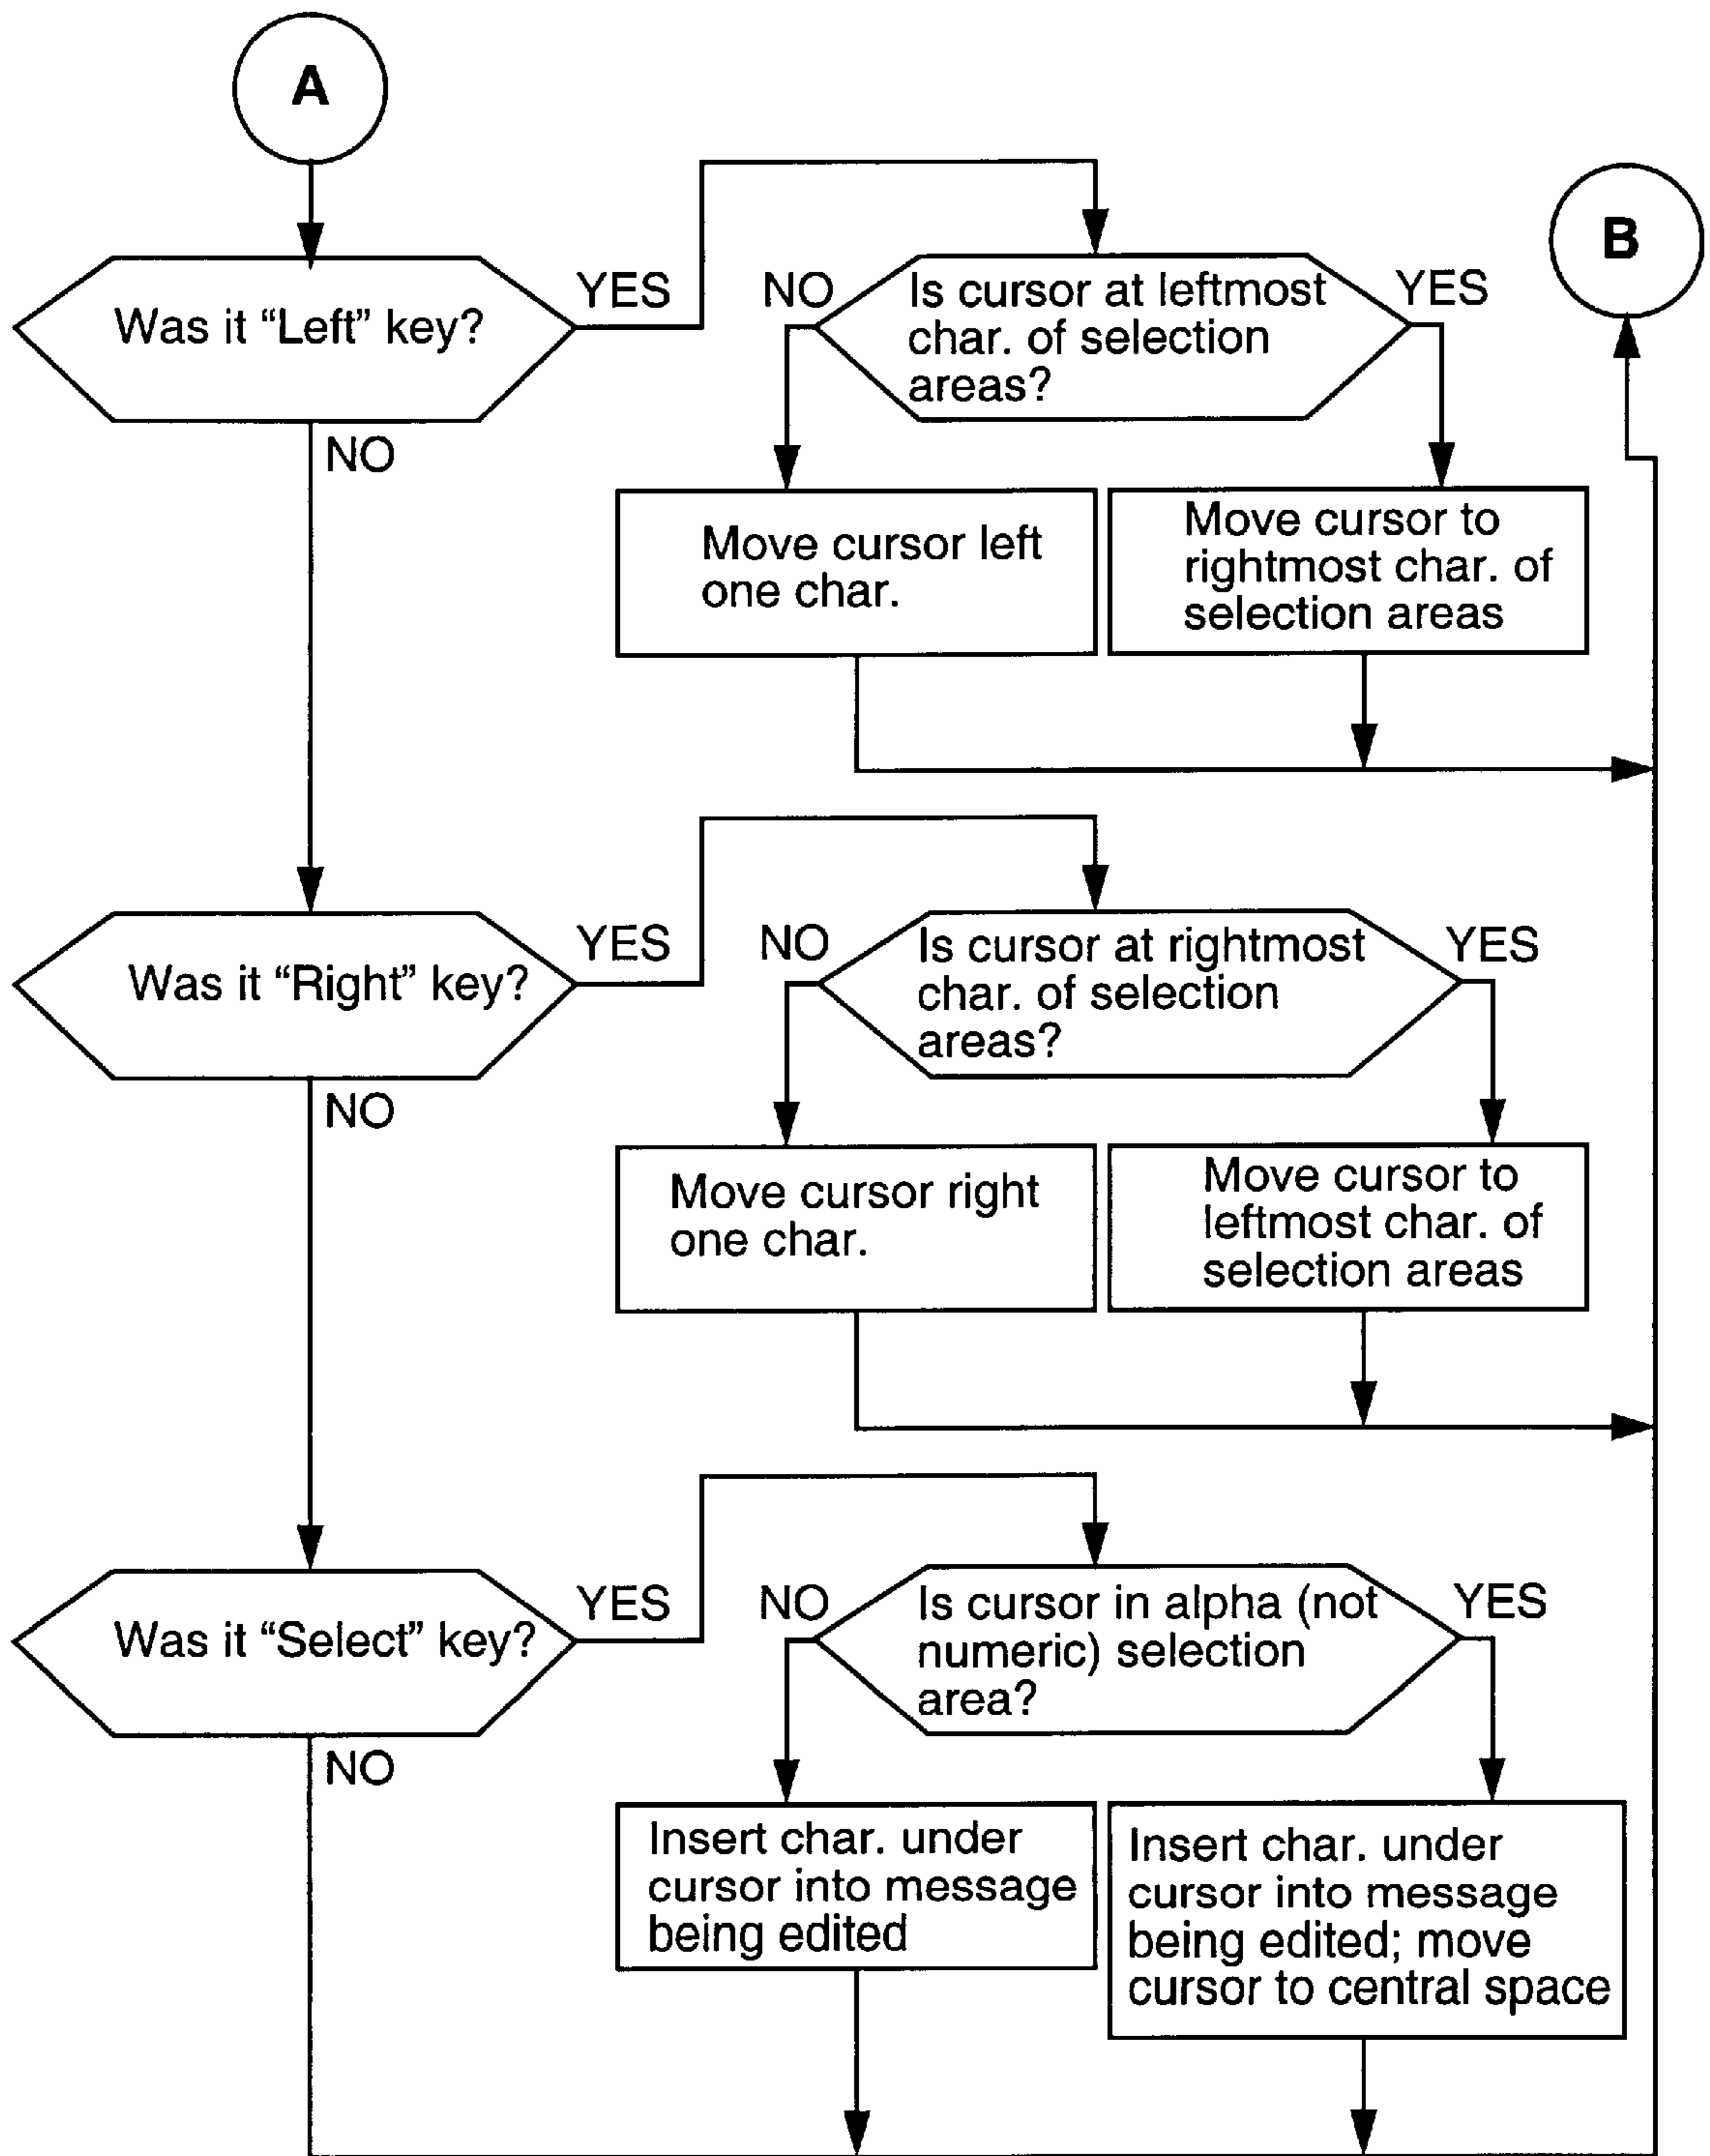 A
B
YES
NO
Is cursor at leftmost
char. of selection
areas?
YES
Was it “Left” key?
NO
Move cursor left
one char.
Move cursor to
rightmost char. of
selection areas
YES
NO
Is cursor at rightmost
char. of selection
areas?
YES
Was it “Right” key?
NO
Move cursor right
one char.
Move cursor to
leftmost char. of
selection areas
YES
NO
Is cursor in alpha (not
numeric) selection
area?
YES
Was it “Select” key?
NO
Insert char. under
cursor into message
being edited
Insert char. under
cursor into message
being edited; move
cursor to central space